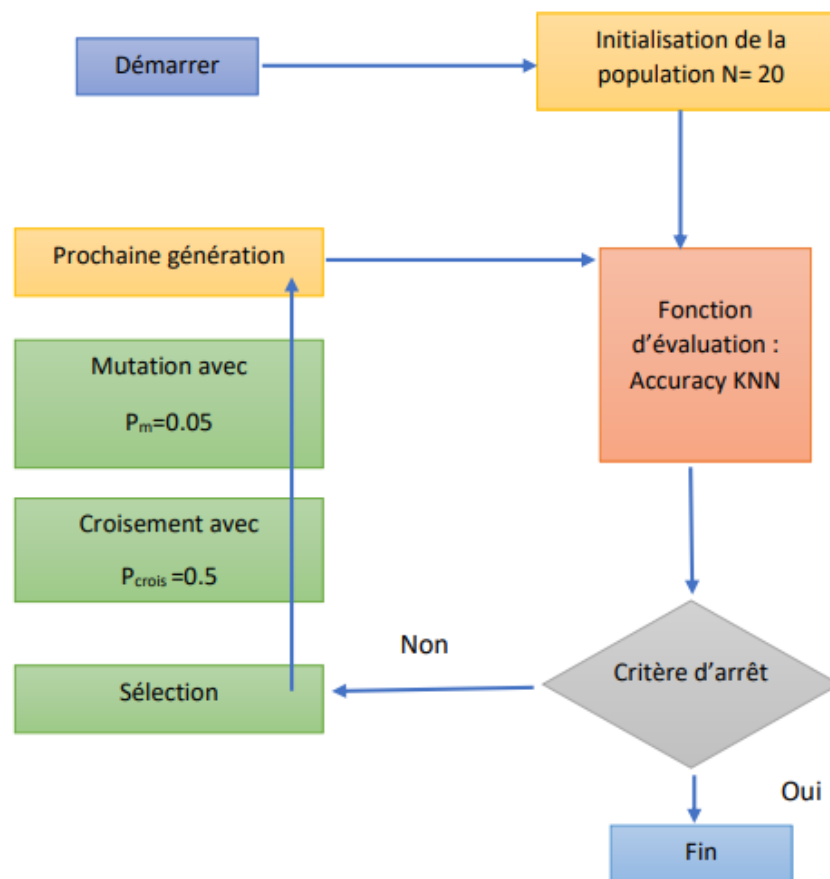 Démarrer
Initialisation de la
population N= 20
Prochaine génération
Fonction
d'évaluation :
Accuracy KNN
Mutation avec
Pm=0.05
Croisement avec
Pcrois =0.5
Non
Critère d'arrêt
Sélection
Oui
Fin